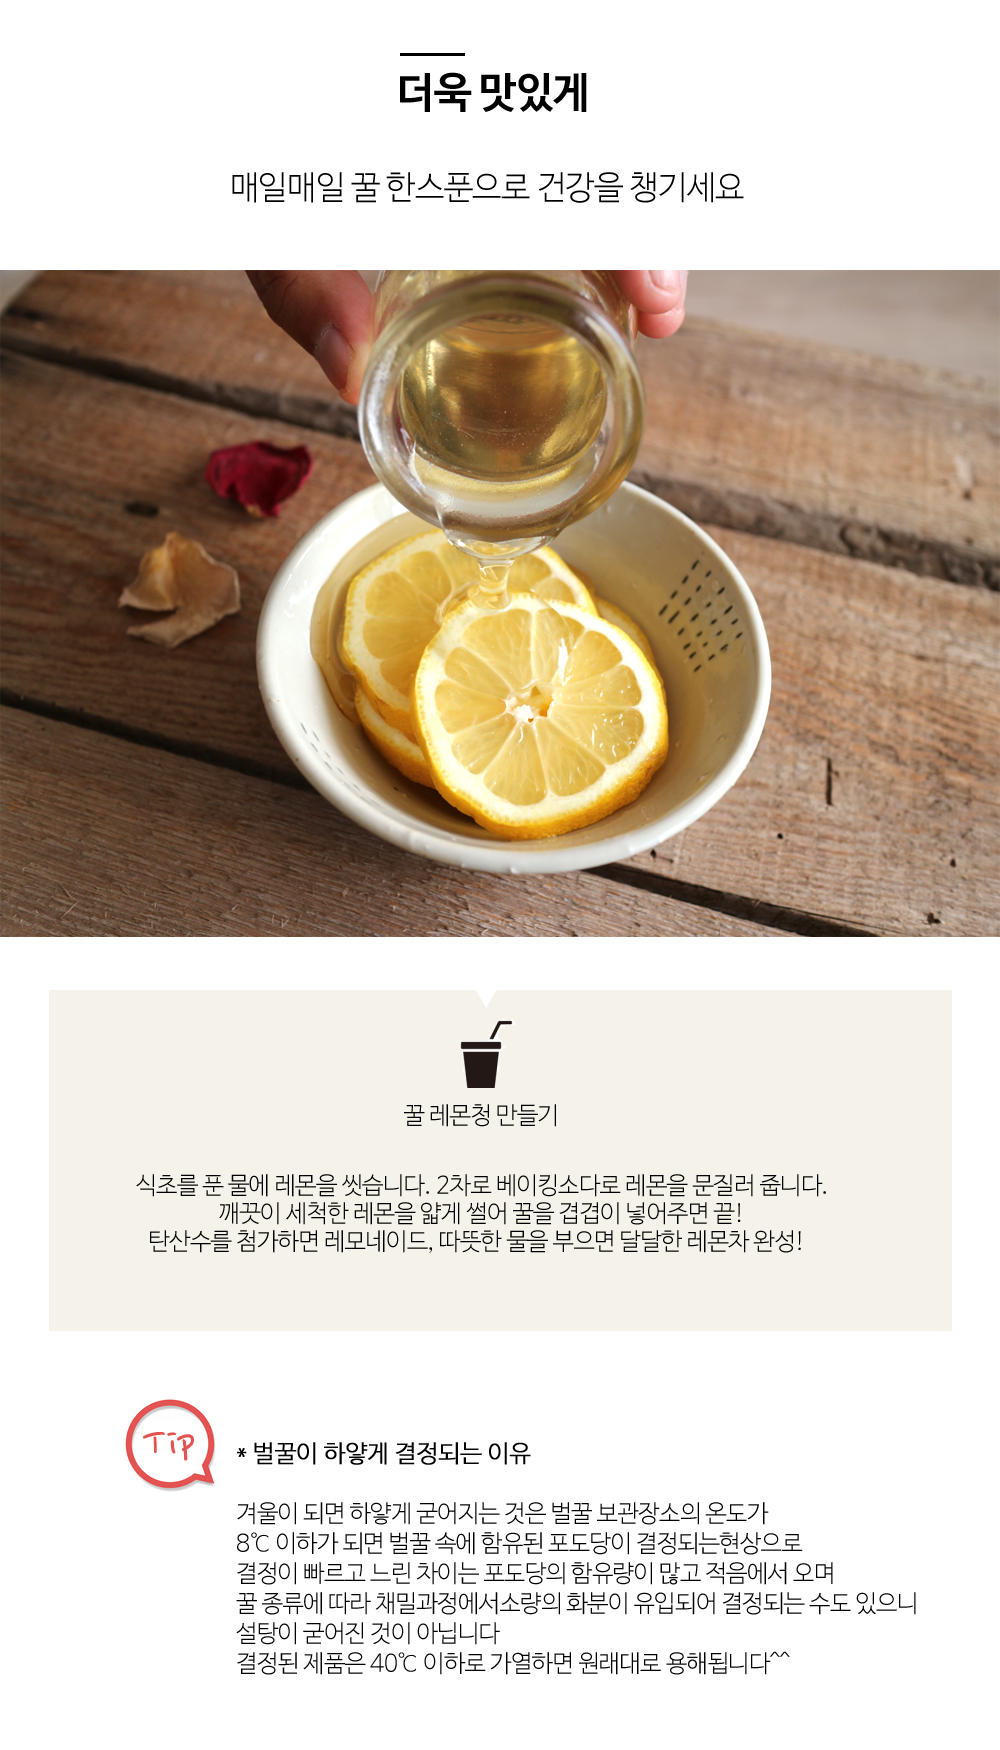 더욱 맛있게
매일매일 꿀 한스푼으로 건강을 챙기세요
꿀 레몬청 만들기
식초를 푼 물에 레몬을 씻습니다. 2차로 베이킹소다로 레몬을 문질러 줍니다.
깨끗이 세척한 레몬을 얇게 썰어 꿀을 겹겹이 넣어주면 끝!
탄산수를 첨가하면 레모네이드, 따뜻한 물을 부으면 달달한 레몬차 완성!
Tip
* 벌꿀이 하얗게 결정되는 이유
겨울이 되면 하얗게 굳어지는 것은 벌꿀 보관장소의 온도가
8℃ 이하가 되면 벌꿀 속에 함유된 포도당이 결정되는현상으로
결정이 빠르고 느린 차이는 포도당의 함유량이 많고 적음에서 오며
꿀 종류에 따라 채밀과정에서소량의 화분이 유입되어 결정되는 수도 있으니
설탕이 굳어진 것이 아닙니다
결정된 제품은 40℃ 이하로 가열하면 원래대로 용해됩니다^^